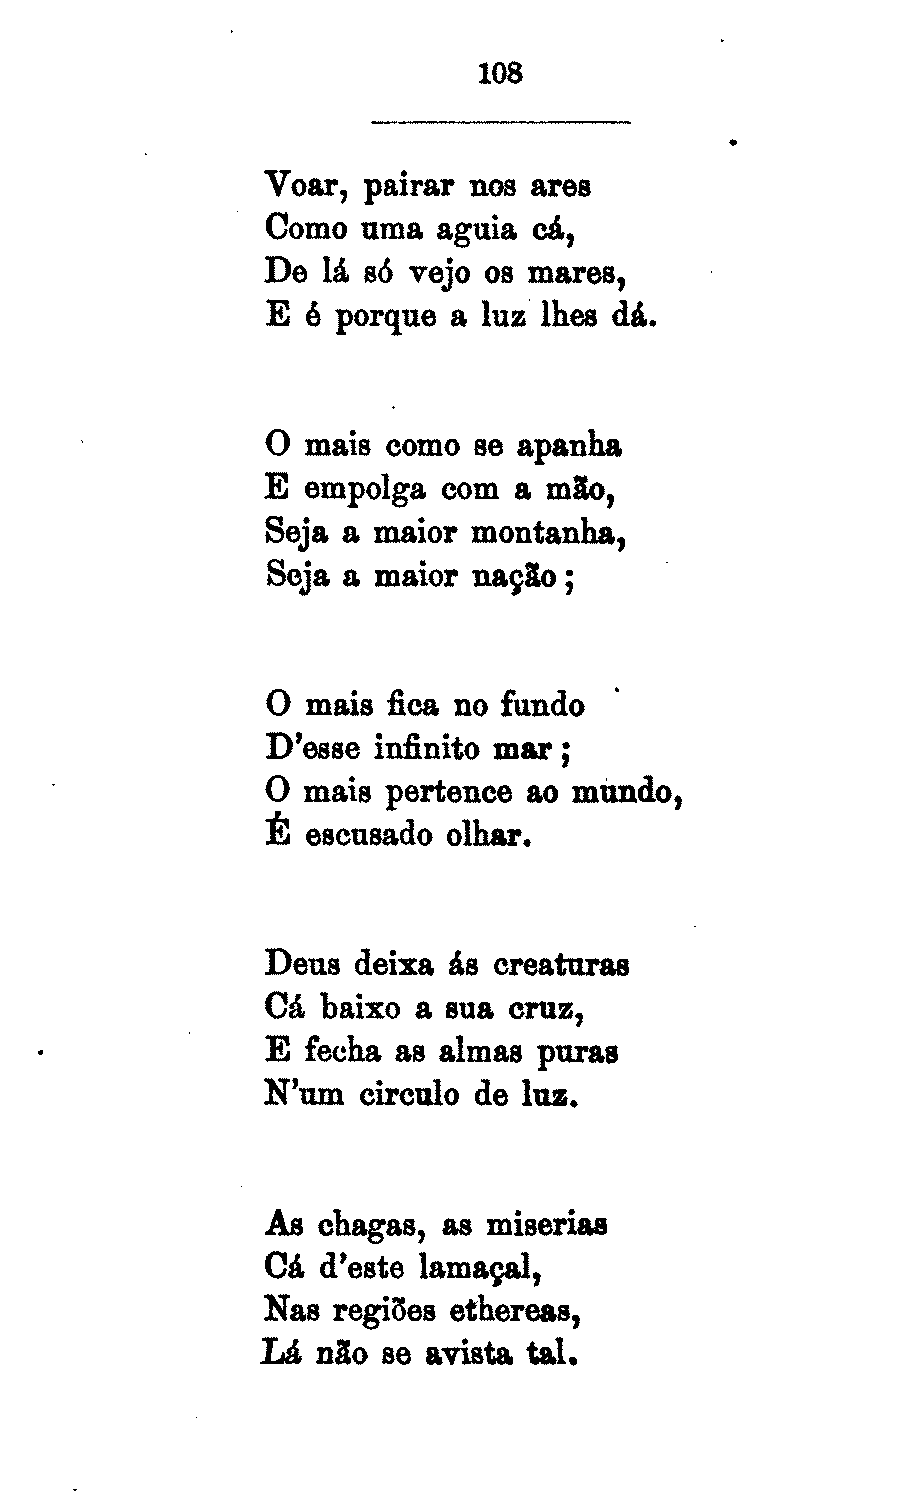 108
Voar, pairar nos ares
Como uma aguia cá,
De lá só vejo os mares,
E é porque a luz lhes dá.
O mais como se apanha
E empolga com a mão,
Seja a maior montanha,
Seja a maior nação;
O mais fica no fundo
D'esse infinito mar;
O mais pertence ao mundo,
É escusado olhar.
Deus deixa ás creaturas
Cá baixo a sua cruz,
E fecha as almas puras
N'um circulo de luz.
As chagas, as miserias
Cá d'este lamaçal,
Nas regiões ethereas,
Lá não se avista tal.